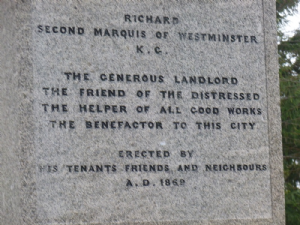 RICHARD
SECOND MARQUIS OF WESTMINSTER
K. G.
THE GENEROUS LANDLORD
THE FRIEND OF THE DISTRESSED
THE HELPER OF ALL GOOD WORKS
THE BENEFACTOR TO THIS CITY
ERECTED BY
HIS TENANTS FRIENDS AND NEIGHBOURS
A. D. 1869